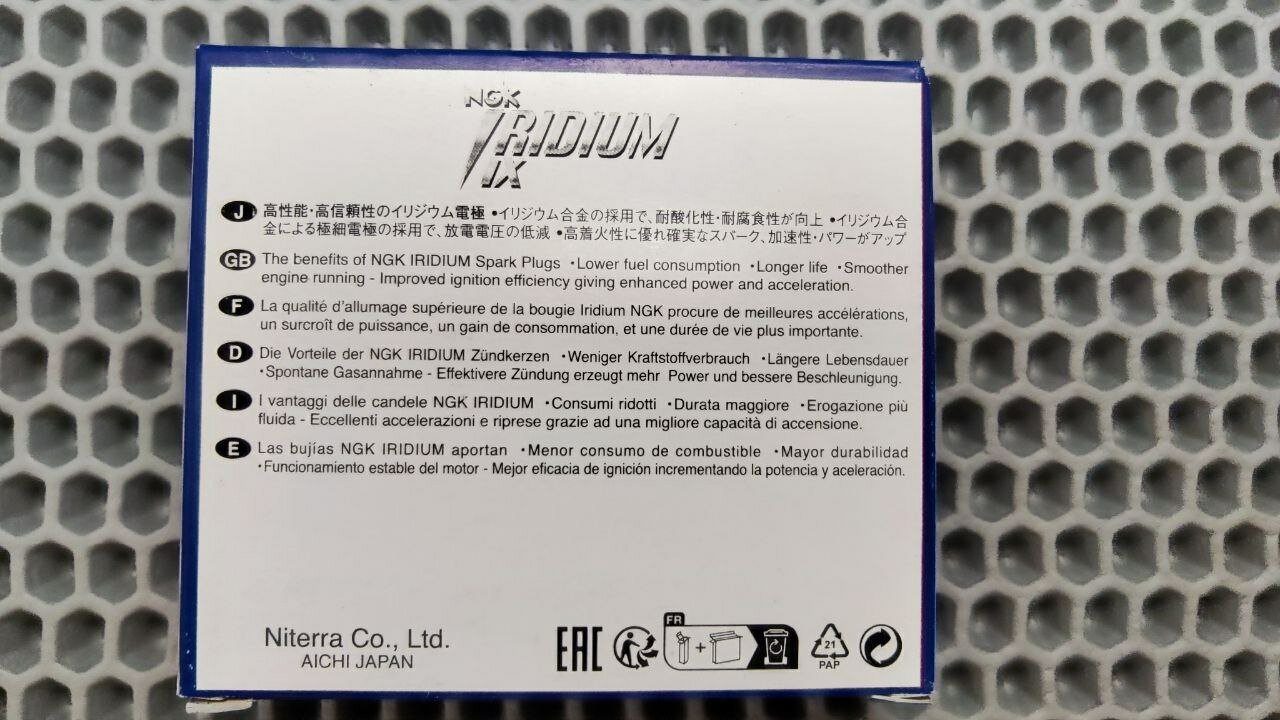 NGK
IRIDIUM
IX
J 高性能・高信頼性のイリジウム電極 •イリジウム合金の採用で、耐酸化性・耐腐食性が向上 •イリジウム合
金による極細電極の採用で、放電電圧の低減 •高着火性に優れ確実なスパーク、加速性・パワーがアップ
GB The benefits of NGK IRIDIUM Spark Plugs •Lower fuel consumption •Longer life •Smoother
engine running - Improved ignition efficiency giving enhanced power and acceleration.
F La qualité d'allumage supérieure de la bougie Iridium NGK procure de meilleures accélérations,
un surcroît de puissance, un gain de consommation, et une durée de vie plus importante.
D Die Vorteile der NGK IRIDIUM Zündkerzen •Weniger Kraftstoffverbrauch •Längere Lebensdauer
•Spontane Gasannahme - Effektivere Zündung erzeugt mehr Power und bessere Beschleunigung.
I I vantaggi delle candele NGK IRIDIUM •Consumi ridotti •Durata maggiore •Erogazione più
fluida - Eccellenti accelerazioni e riprese grazie ad una migliore capacità di accensione.
E Las bujías NGK IRIDIUM aportan •Menor consumo de combustible •Mayor durabilidad
•Funcionamiento estable del motor - Mejor eficacia de ignición incrementando la potencia y aceleración.
Niterra Co., Ltd.
AICHI JAPAN
EAC
FR
+
21
PAP